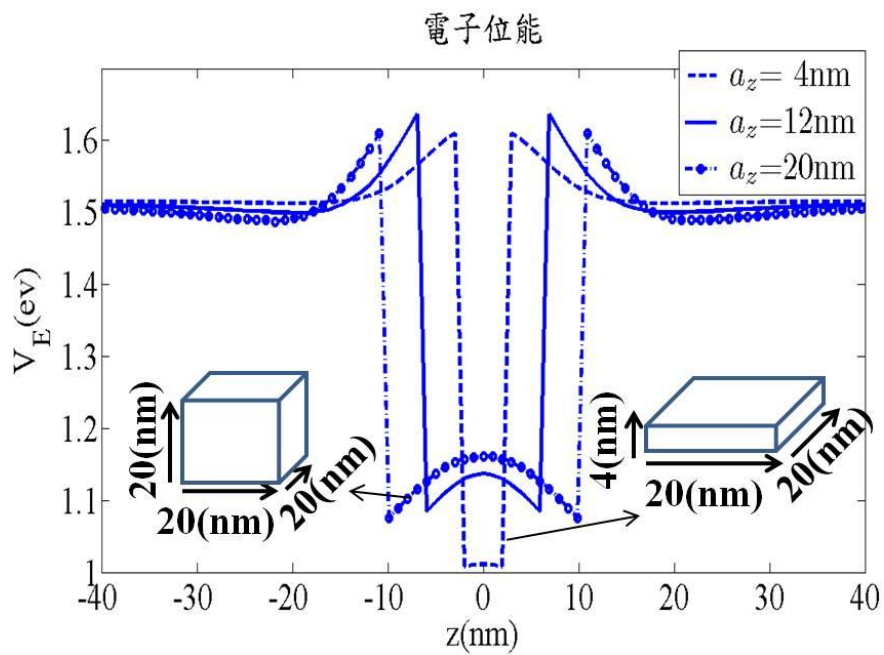 電子位能
a_z= 4nm
a_z=12nm
a_z=20nm
V_E(ev)
1.6
1.5
1.4
1.3
1.2
1.1
1
20(nm)
20(nm)
20(nm)
4(nm)
20(nm)
20(nm)
-40 -30 -20 -10 0 10 20 30 40
z(nm)